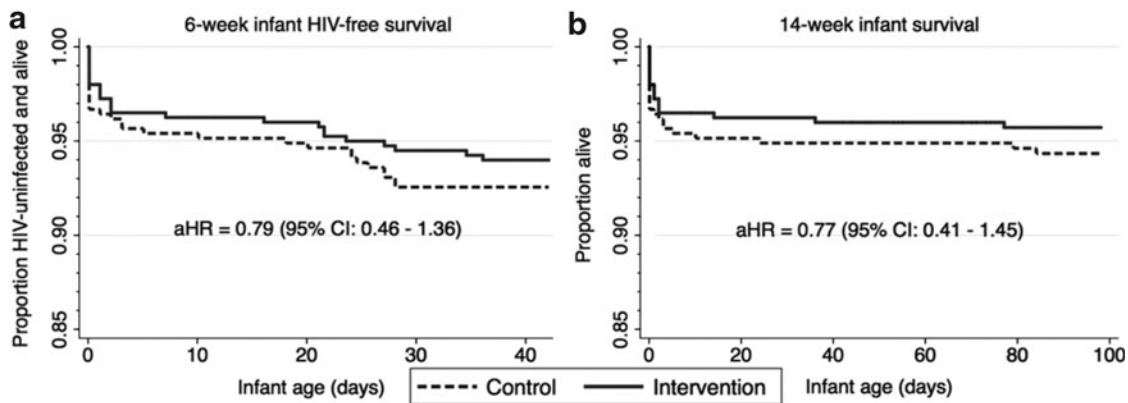 a
6-week infant HIV-free survival
Proportion HIV-uninfected and alive
1.00
0.95
0.90
0.85
aHR = 0.79 (95% CI: 0.46 - 1.36)
0
10
20
30
40
Infant age (days)
b
14-week infant survival
Proportion alive
1.00
0.95
0.90
0.85
aHR = 0.77 (95% CI: 0.41 - 1.45)
0
20
40
60
80
100
Infant age (days)
Control
Intervention